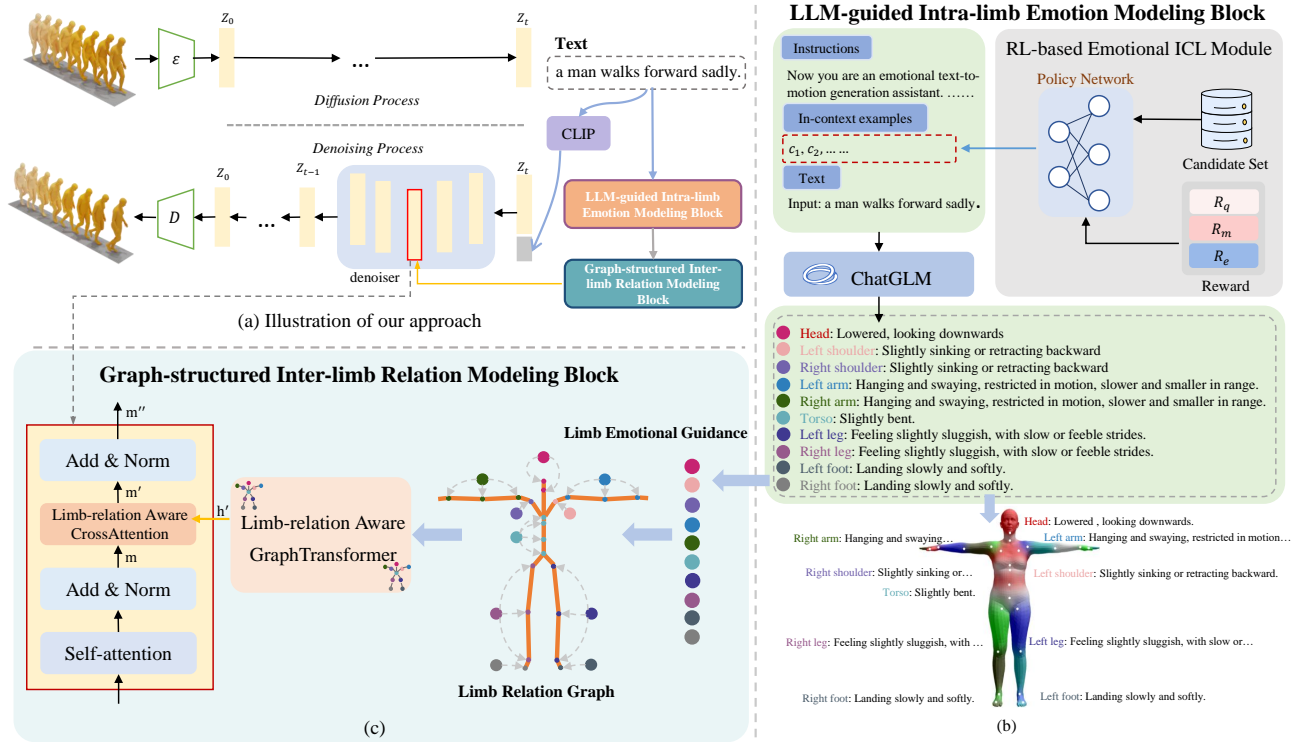 Z_0
Z_t
ε
...
Diffusion Process
Text
a man walks forward sadly.
CLIP
Denoising Process
Z_0
Z_{t-1}
Z_t
D
...
denoiser
LLM-guided Intra-limb
Emotion Modeling Block
Graph-structured Inter-
limb Relation Modeling
Block
(a) Illustration of our approach
LLM-guided Intra-limb Emotion Modeling Block
Instructions
Now you are an emotional text-to-
motion generation assistant. ……
In-context examples
c_1, c_2, … …
Text
Input: a man walks forward sadly.
RL-based Emotional ICL Module
Policy Network
Candidate Set
R_q
R_m
R_e
Reward
ChatGLM
Head: Lowered, looking downwards
Left shoulder: Slightly sinking or retracting backward
Right shoulder: Slightly sinking or retracting backward
Left arm: Hanging and swaying, restricted in motion, slower and smaller in range.
Right arm: Hanging and swaying, restricted in motion, slower and smaller in range.
Torso: Slightly bent.
Left leg: Feeling slightly sluggish, with slow or feeble strides.
Right leg: Feeling slightly sluggish, with slow or feeble strides.
Left foot: Landing slowly and softly.
Right foot: Landing slowly and softly.
Head: Lowered , looking downwards.
Right arm: Hanging and swaying…
Left arm: Hanging and swaying, restricted in motion…
Right shoulder: Slightly sinking or…
Left shoulder: Slightly sinking or retracting backward.
Torso: Slightly bent.
Right leg: Feeling slightly sluggish, with …
Left leg: Feeling slightly sluggish, with slow or…
Right foot: Landing slowly and softly.
Left foot: Landing slowly and softly.
(b)
Graph-structured Inter-limb Relation Modeling Block
m''
Add & Norm
m'
Limb-relation Aware
CrossAttention
h'
m
Add & Norm
Self-attention
Limb-relation Aware
GraphTransformer
Limb Emotional Guidance
Limb Relation Graph
(c)